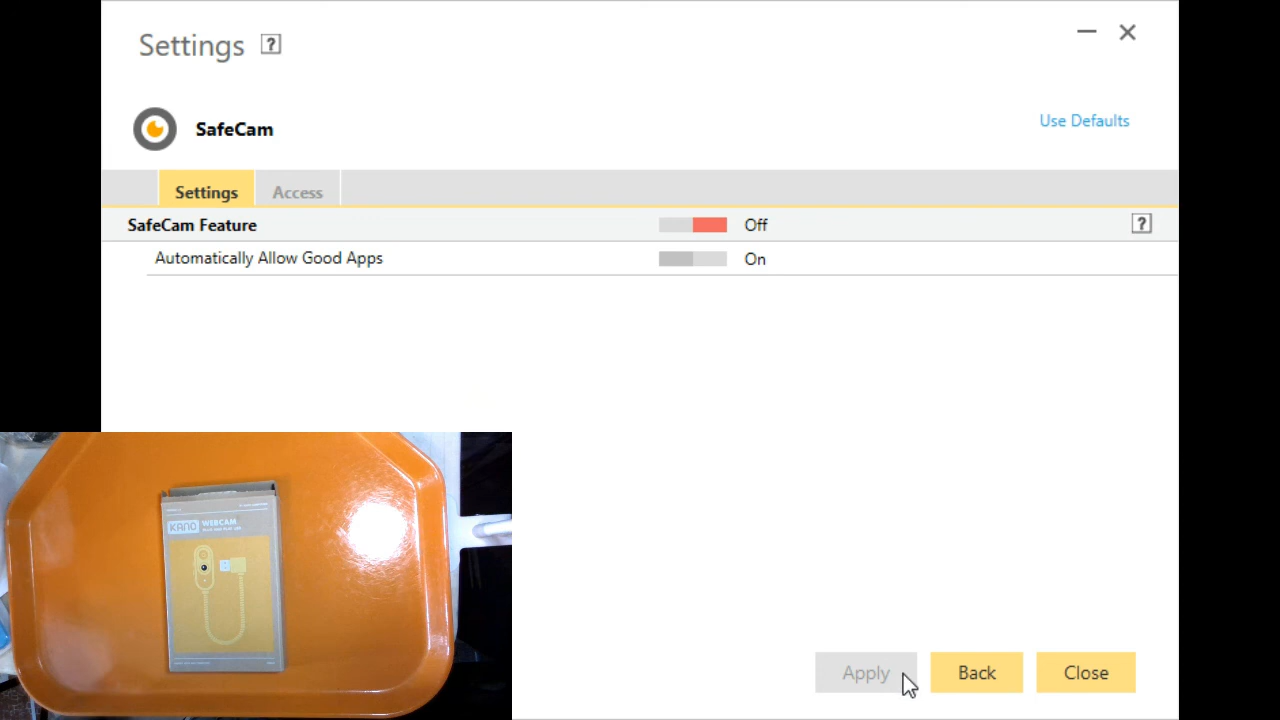 Settings ?
SafeCam
Use Defaults
Settings Access
SafeCam Feature Off ?
Automatically Allow Good Apps On
KANO WEBCAM
Apply Back Close